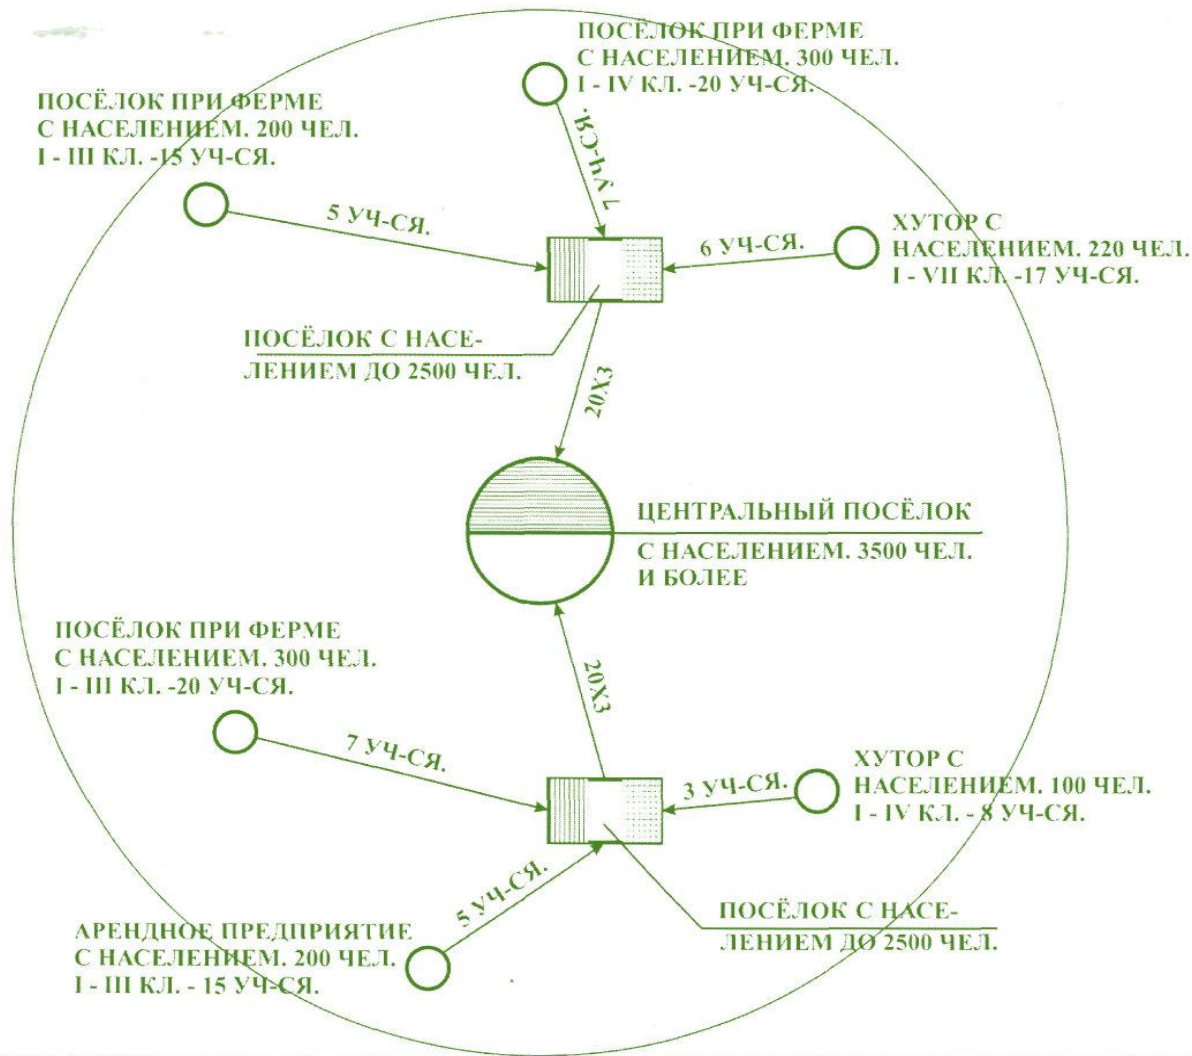 ПОСЁЛОК ПРИ ФЕРМЕ
С НАСЕЛЕНИЕМ. 300 ЧЕЛ.
I - IV КЛ. -20 УЧ-СЯ.
ПОСЁЛОК ПРИ ФЕРМЕ
С НАСЕЛЕНИЕМ. 200 ЧЕЛ.
I - III КЛ. -15 УЧ-СЯ.
7 УЧ-СЯ.
5 УЧ-СЯ.
6 УЧ-СЯ.
ХУТОР С
НАСЕЛЕНИЕМ. 220 ЧЕЛ.
I - VII КЛ. -17 УЧ-СЯ.
ПОСЁЛОК С НАСЕ-
ЛЕНИЕМ ДО 2500 ЧЕЛ.
20X3
ЦЕНТРАЛЬНЫЙ ПОСЁЛОК
С НАСЕЛЕНИЕМ. 3500 ЧЕЛ.
И БОЛЕЕ
ПОСЁЛОК ПРИ ФЕРМЕ
С НАСЕЛЕНИЕМ. 300 ЧЕЛ.
I - III КЛ. -20 УЧ-СЯ.
20X3
7 УЧ-СЯ.
3 УЧ-СЯ.
ХУТОР С
НАСЕЛЕНИЕМ. 100 ЧЕЛ.
I - IV КЛ. - 8 УЧ-СЯ.
5 УЧ-СЯ.
ПОСЁЛОК С НАСЕ-
ЛЕНИЕМ ДО 2500 ЧЕЛ.
АРЕНДНОЕ ПРЕДПРИЯТИЕ
С НАСЕЛЕНИЕМ. 200 ЧЕЛ.
I - III КЛ. - 15 УЧ-СЯ.